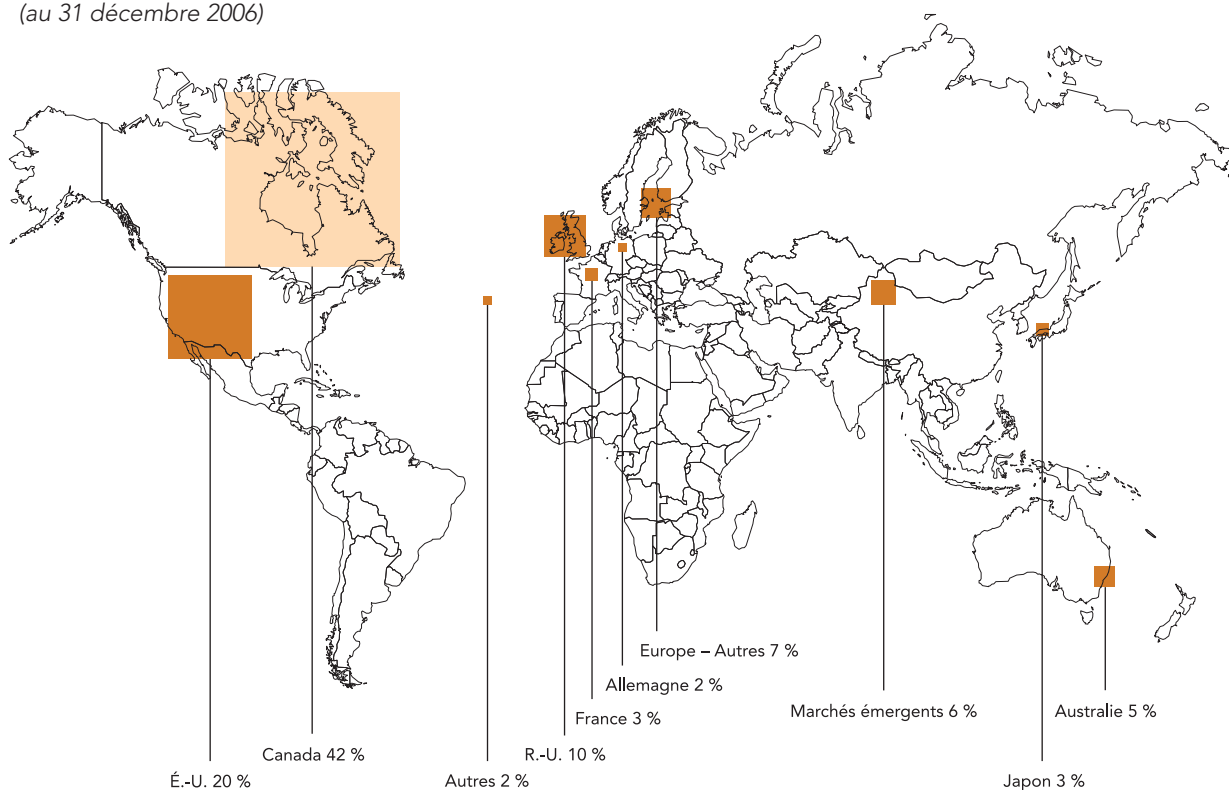 (au 31 décembre 2006)
Europe – Autres 7 %
Allemagne 2 %
France 3 %
Marchés émergents 6 %
Australie 5 %
Canada 42 %
R.-U. 10 %
É.-U. 20 %
Autres 2 %
Japon 3 %